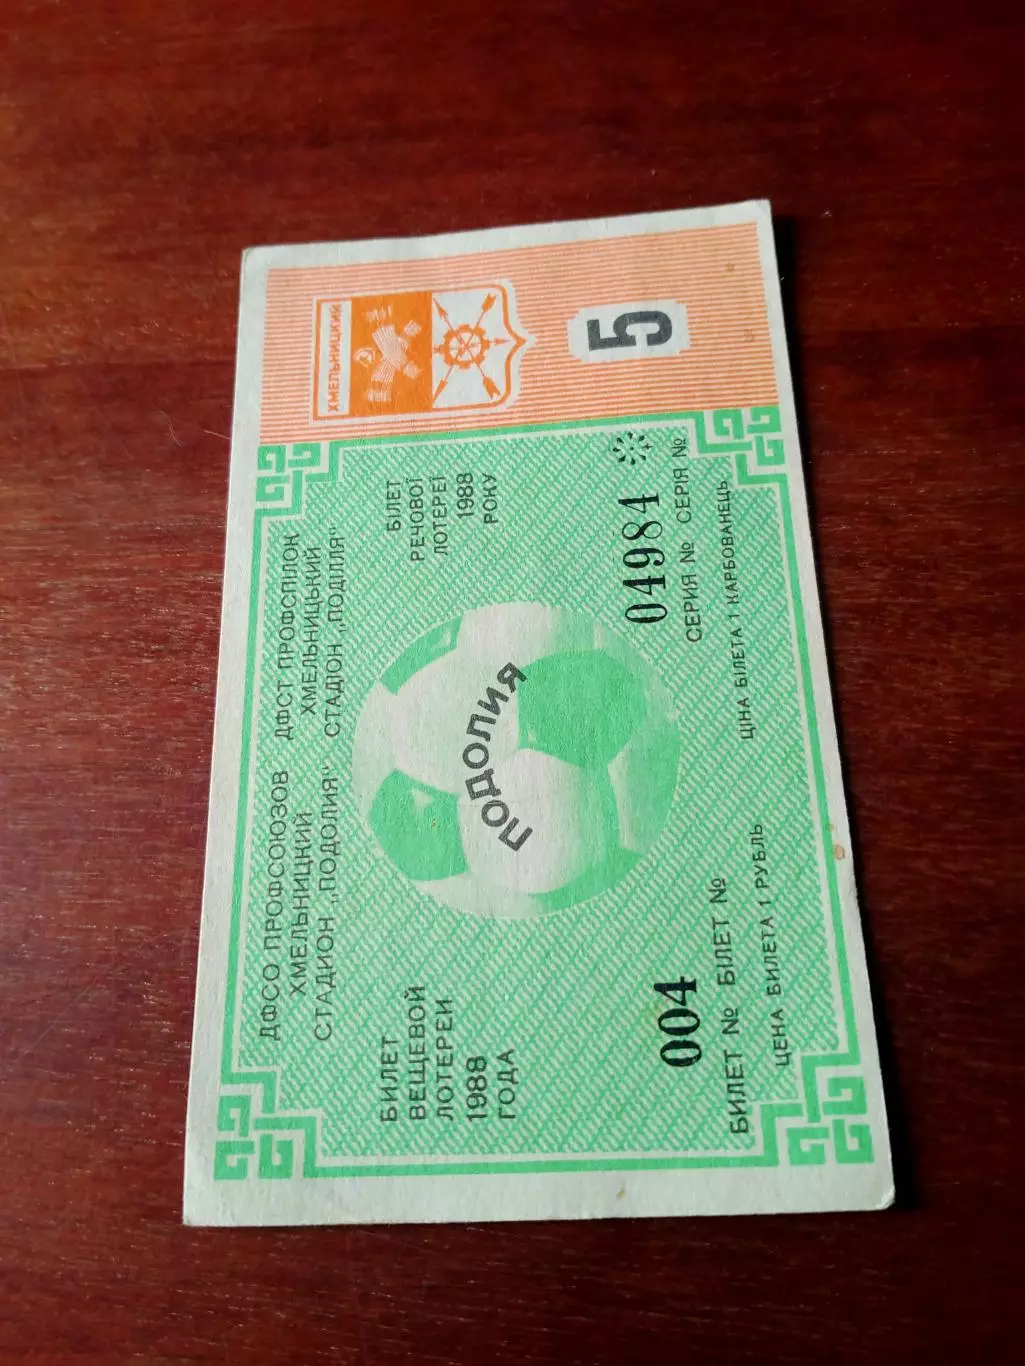 ДФСО ПРОФСОЮЗОВ ДФСТ ПРОФСПІЛОК
ХМЕЛЬНИЦКИЙ ХМЕЛЬНИЦЬКИЙ
СТАДИОН „ПОДОЛИЯ" СТАДІОН „ПОДІЛЛЯ"
БИЛЕТ
ВЕЩЕВОЙ
ЛОТЕРЕИ
1988
ГОДА
БІЛЕТ
РЕЧОВОЇ
ЛОТЕРЕЇ
1988
РОКУ
ПОДОЛИЯ
004
04984
БИЛЕТ № БІЛЕТ №
СЕРИЯ № СЕРІЯ №
ЦЕНА БИЛЕТА 1 РУБЛЬ
ЦІНА БІЛЕТА 1 КАРБОВАНЕЦЬ
ХМЕЛЬНИЦКИЙ
5